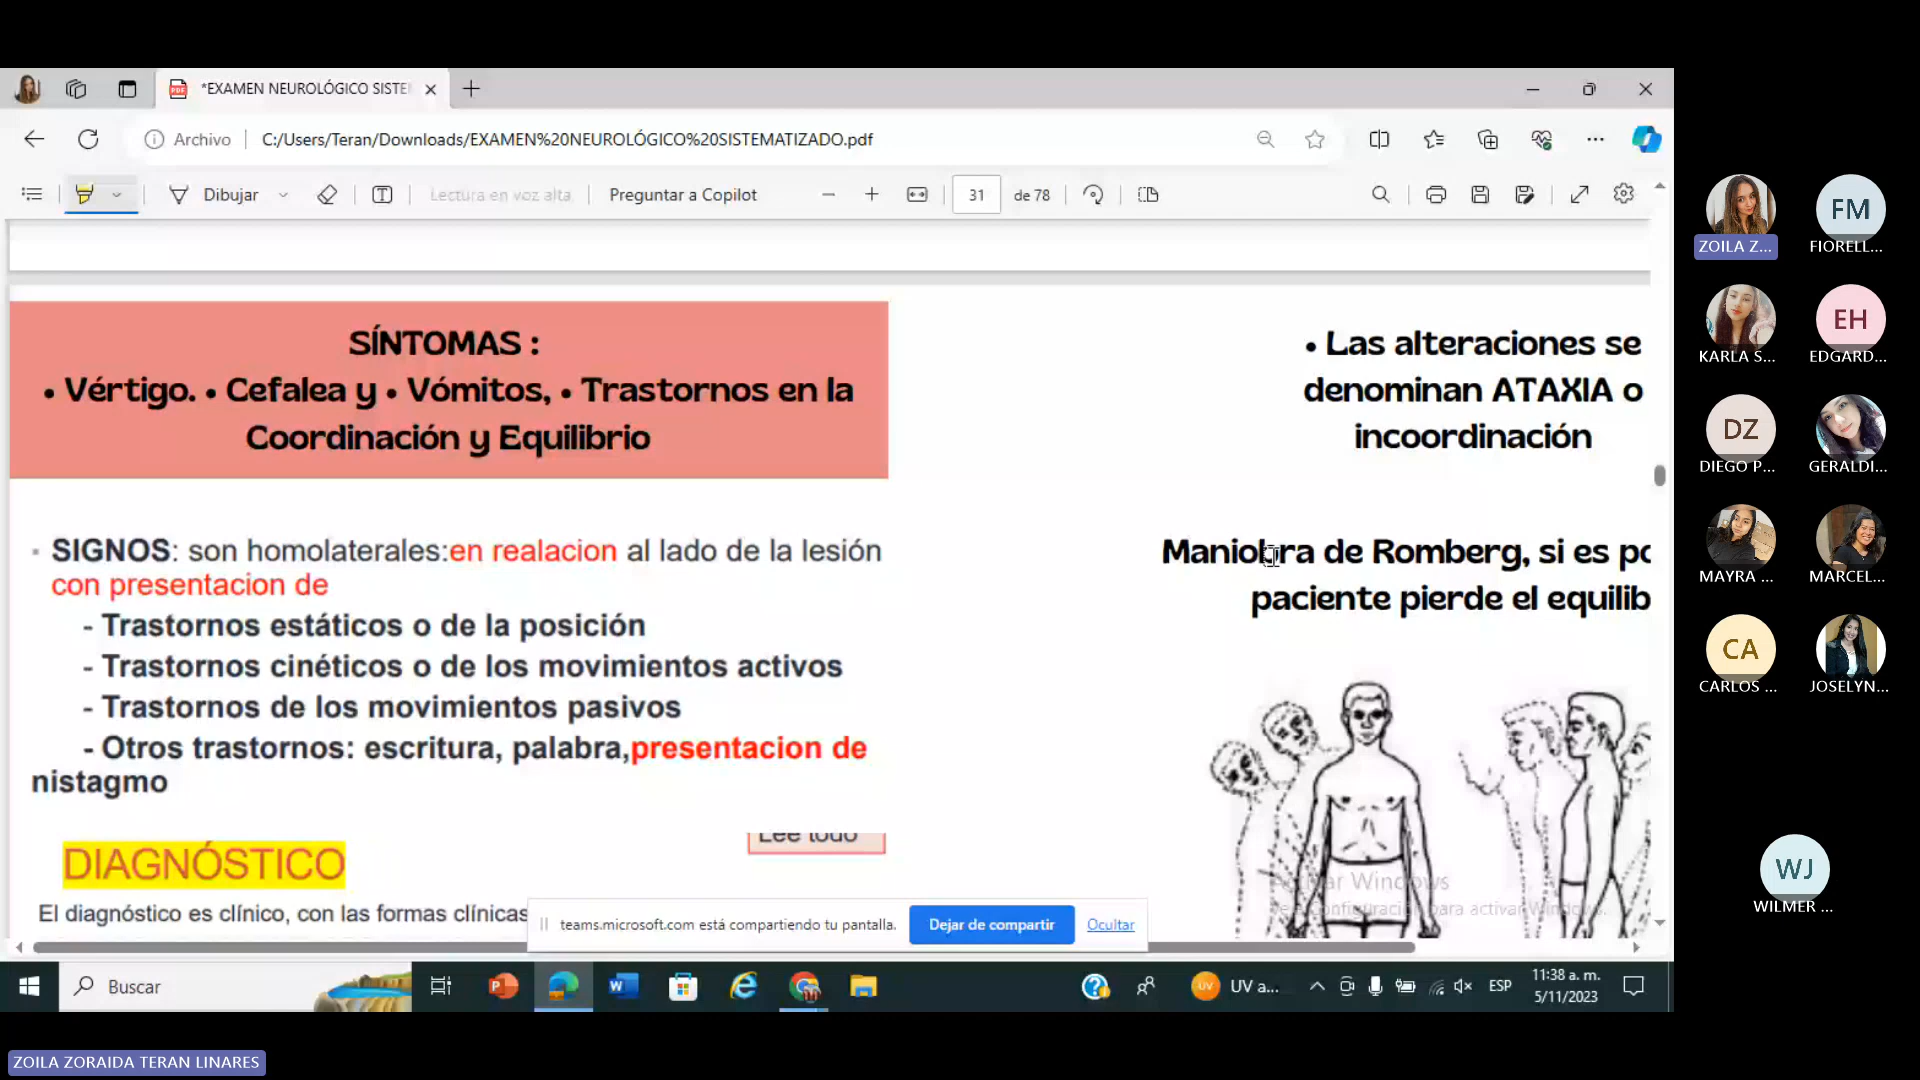 *EXAMEN NEUROLÓGICO SISTE
Archivo
C:/Users/Teran/Downloads/EXAMEN%20NEUROLÓGICO%20SISTEMATIZADO.pdf
Dibujar
Lectura en voz alta
Preguntar a Copilot
31
de 78
SÍNTOMAS :
• Vértigo. • Cefalea y • Vómitos, • Trastornos en la
Coordinación y Equilibrio
SIGNOS: son homolaterales:en realacion al lado de la lesión
con presentacion de
- Trastornos estáticos o de la posición
- Trastornos cinéticos o de los movimientos activos
- Trastornos de los movimientos pasivos
- Otros trastornos: escritura, palabra,presentacion de
nistagmo
Lee todo
DIAGNÓSTICO
El diagnóstico es clínico, con las formas clínicas
• Las alteraciones se
denominan ATAXIA o
incoordinación
Maniobra de Romberg, si es po
paciente pierde el equilib
teams.microsoft.com está compartiendo tu pantalla.
Dejar de compartir
Ocultar
Buscar
UV a...
ESP
11:38 a. m.
5/11/2023
ZOILA Z...
FM
FIORELL...
KARLA S...
EH
EDGARD...
DZ
DIEGO P...
GERALDI...
MAYRA ...
MARCEL...
CA
CARLOS ...
JOSELYN...
WJ
WILMER ...
ZOILA ZORAIDA TERAN LINARES